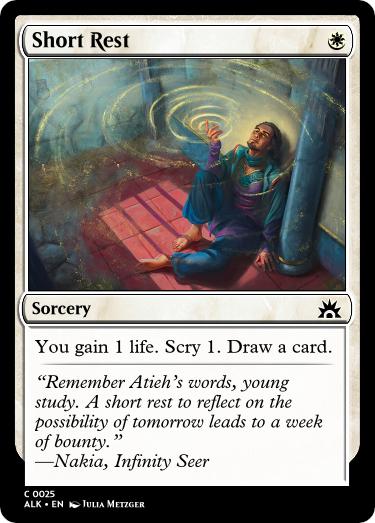 Short Rest
Sorcery
You gain 1 life. Scry 1. Draw a card.
“Remember Atieh’s words, young
study. A short rest to reflect on the
possibility of tomorrow leads to a week
of bounty.”
—Nakia, Infinity Seer
C 0025
ALK • EN Julia Metzger